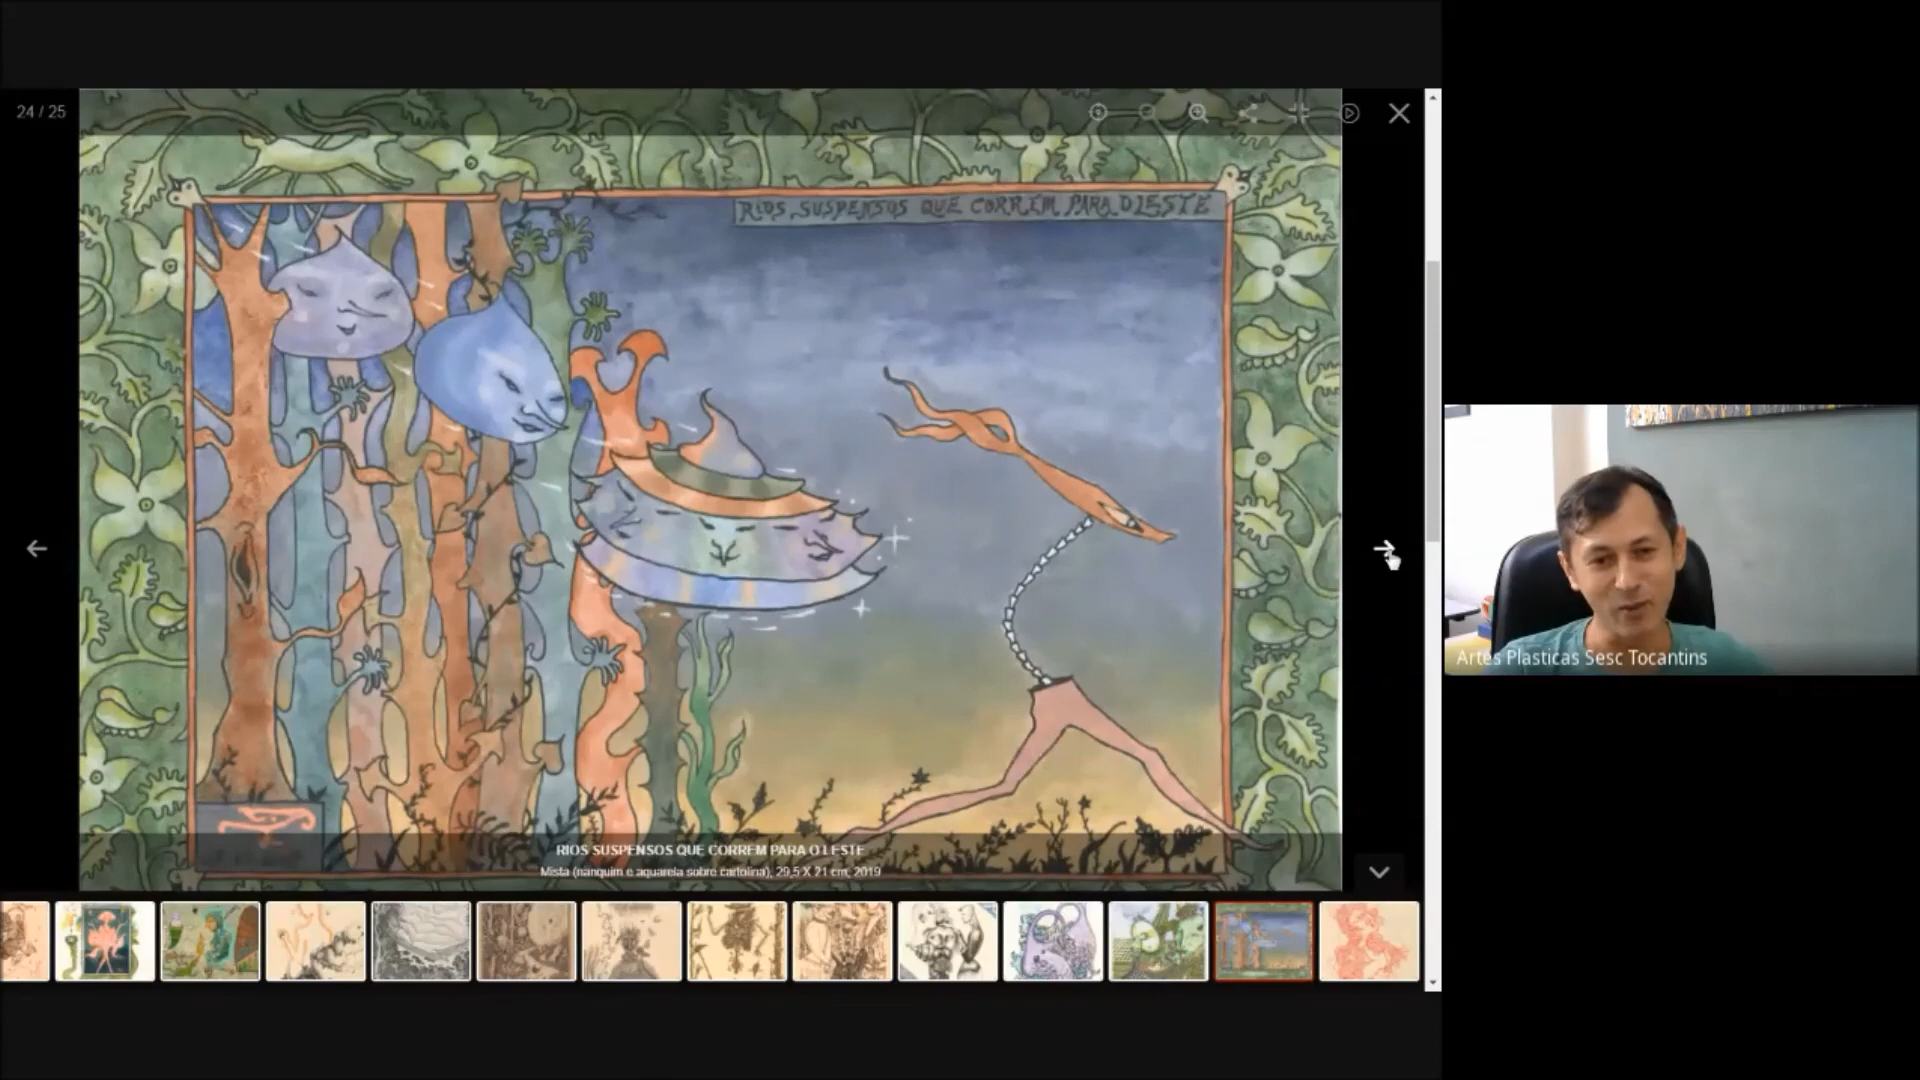 24 / 25
RIOS SUSPENSOS QUE CORREM PARA O LESTE
RIOS SUSPENSOS QUE CORREM PARA O LESTE
Mista (nanquim e aquarela sobre cartolina), 29,5 X 21 cm, 2019
Artes Plasticas Sesc Tocantins